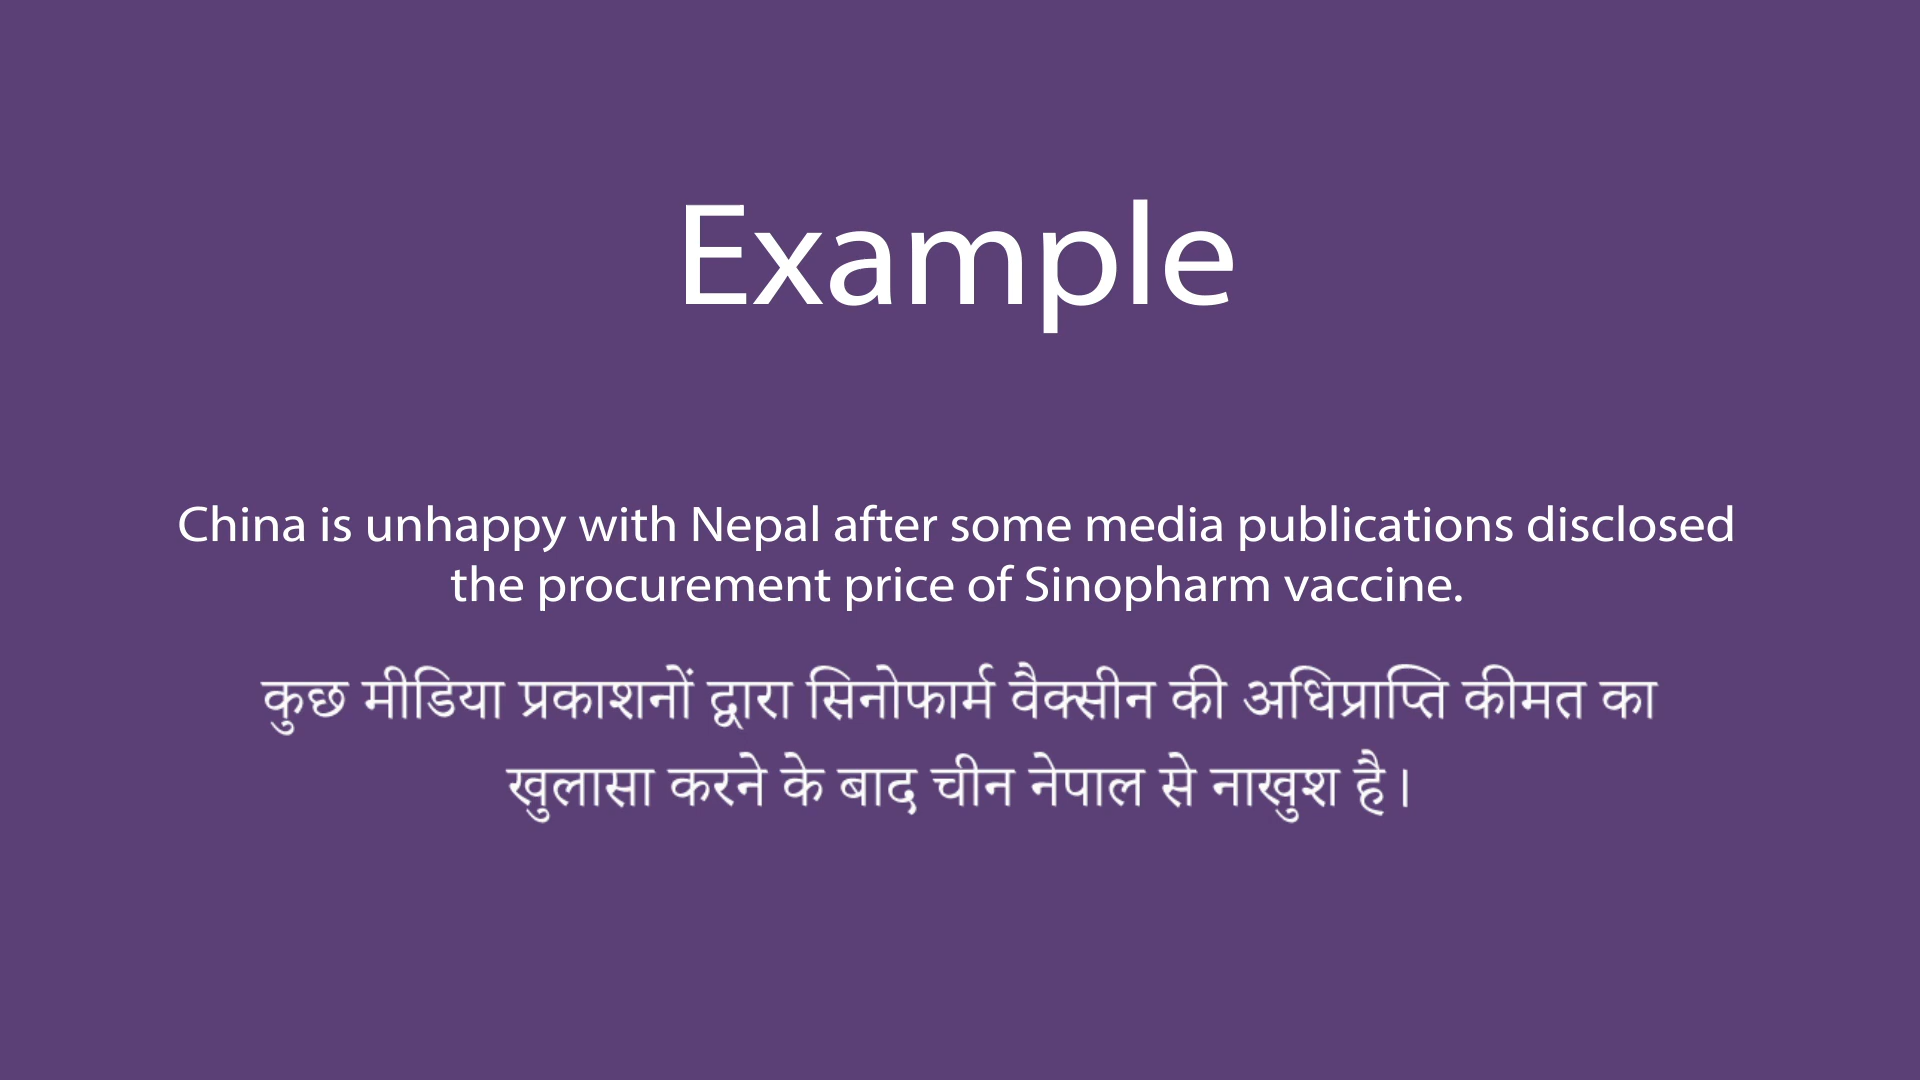 Example
China is unhappy with Nepal after some media publications disclosed
the procurement price of Sinopharm vaccine.
कुछ मीडिया प्रकाशनों द्वारा सिनोफार्म वैक्सीन की अधिप्राप्ति कीमत का
खुलासा करने के बाद चीन नेपाल से नाखुश है।